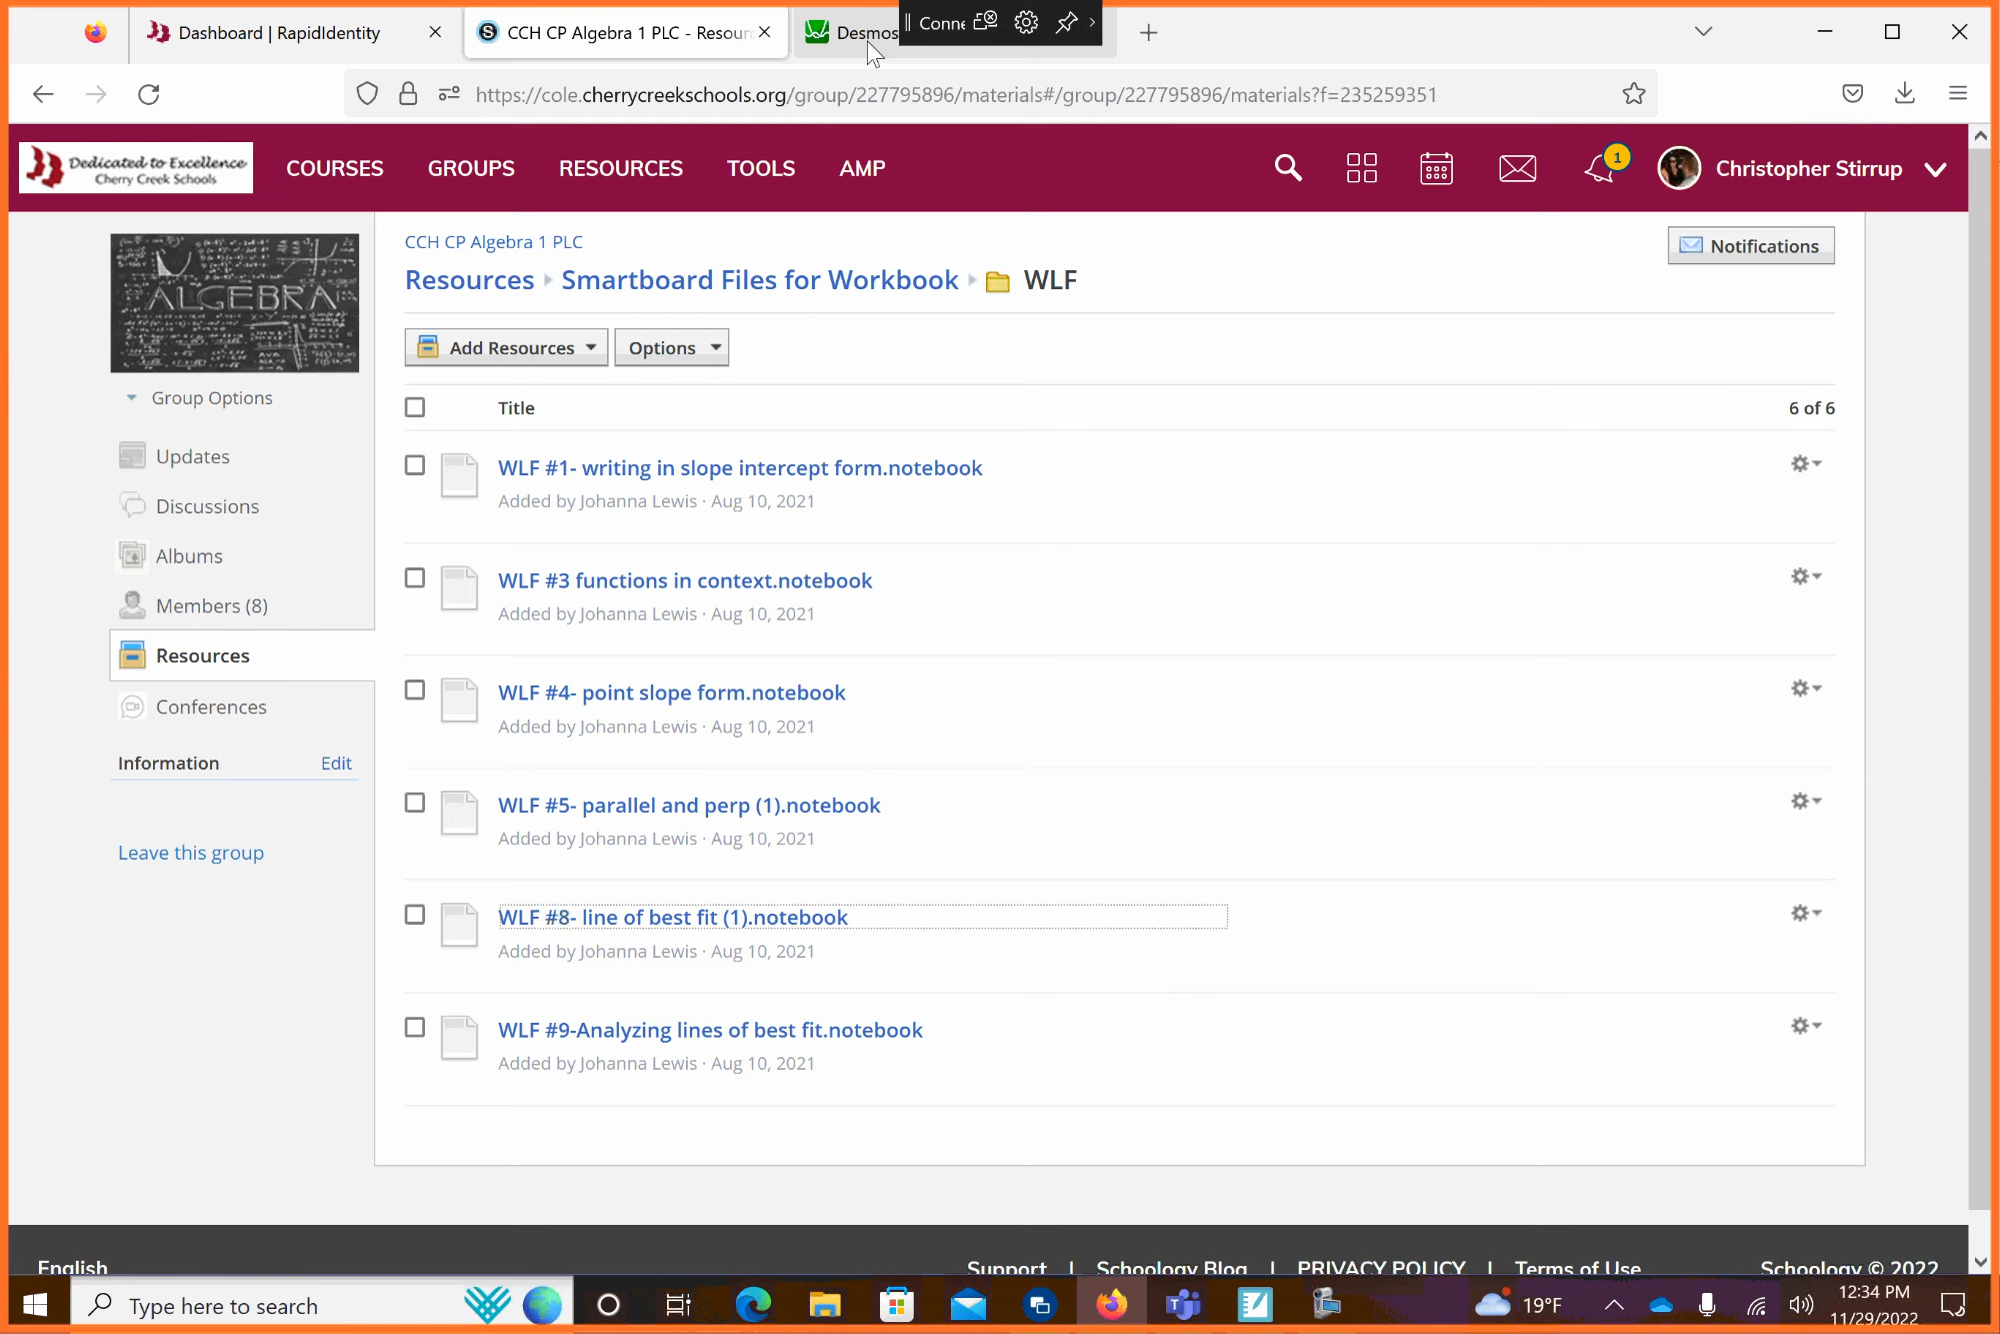 Dashboard | RapidIdentity
CCH CP Algebra 1 PLC - Resour
Desmos
Conne
https://cole.cherrycreekschools.org/group/227795896/materials#/group/227795896/materials?f=235259351
Dedicated to Excellence
Cherry Creek Schools
COURSES
GROUPS
RESOURCES
TOOLS
AMP
1
Christopher Stirrup
ALGEBRA
Group Options
Updates
Discussions
Albums
Members (8)
Resources
Conferences
Information
Edit
Leave this group
CCH CP Algebra 1 PLC
Notifications
Resources
Smartboard Files for Workbook
WLF
Add Resources
Options
Title
6 of 6
WLF #1- writing in slope intercept form.notebook
Added by Johanna Lewis · Aug 10, 2021
WLF #3 functions in context.notebook
Added by Johanna Lewis · Aug 10, 2021
WLF #4- point slope form.notebook
Added by Johanna Lewis · Aug 10, 2021
WLF #5- parallel and perp (1).notebook
Added by Johanna Lewis · Aug 10, 2021
WLF #8- line of best fit (1).notebook
Added by Johanna Lewis · Aug 10, 2021
WLF #9-Analyzing lines of best fit.notebook
Added by Johanna Lewis · Aug 10, 2021
English
Support | Schoology Blog | PRIVACY POLICY | Terms of Use
Schoology © 2022
Type here to search
19°F
12:34 PM
11/29/2022